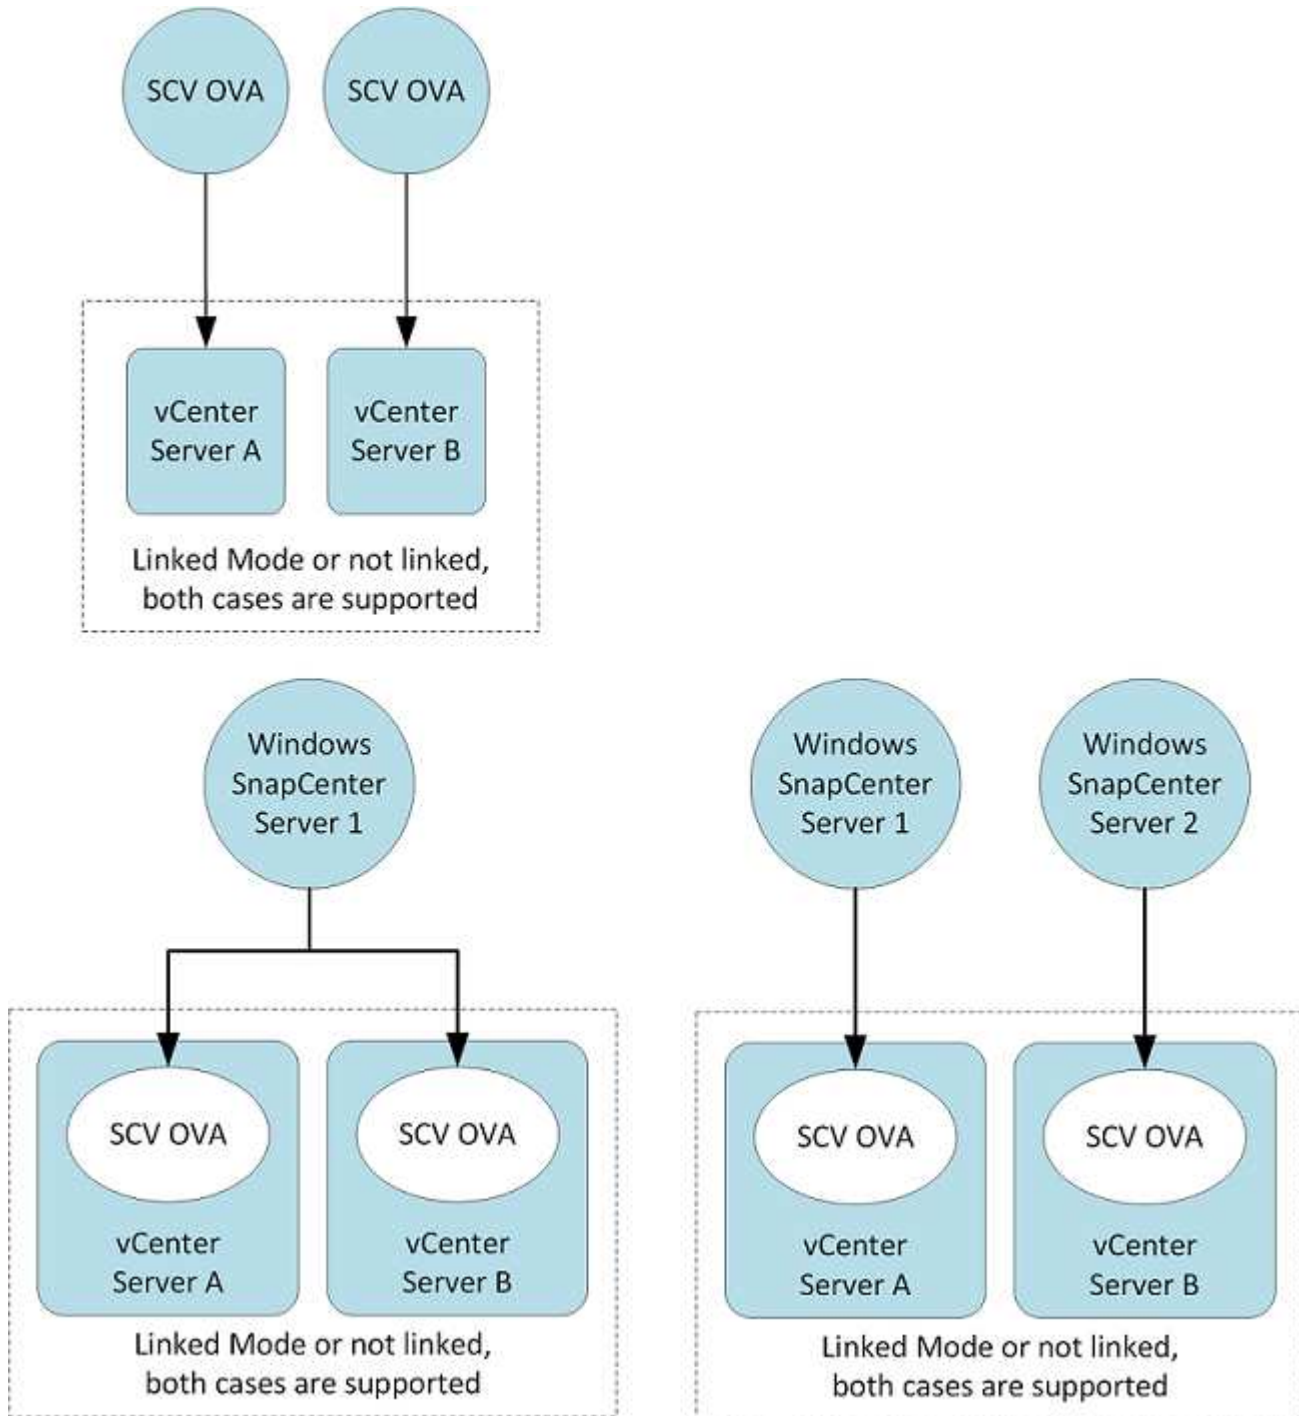 SCV OVA
SCV OVA
vCenter
Server A
vCenter
Server B
Linked Mode or not linked,
both cases are supported
Windows
SnapCenter
Server 1
SCV OVA
SCV OVA
vCenter
Server A
vCenter
Server B
Linked Mode or not linked,
both cases are supported
Windows
SnapCenter
Server 1
Windows
SnapCenter
Server 2
SCV OVA
SCV OVA
vCenter
Server A
vCenter
Server B
Linked Mode or not linked,
both cases are supported